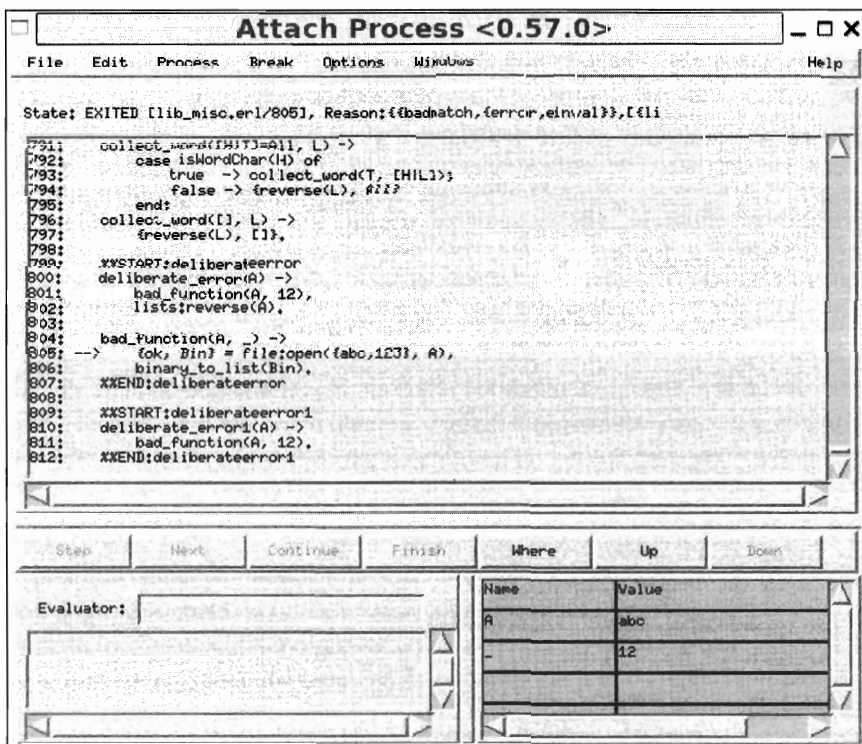 Attach Process <0.57.0>
File Edit Process Break Options Windows Help
State: EXITED [lib_misc.erl/805], Reason:{{badmatch,{error,einval}},[{li
791: collect_word([H|T]=All, L) ->
792: case isWordChar(H) of
793: true -> collect_word(T, [H|L]);
794: false -> {reverse(L), All}
795: end;
796: collect_word([], L) ->
797: {reverse(L), []}.
798:
799: %%START:deliberateerror
800: deliberate_error(A) ->
801: bad_function(A, 12),
802: lists:reverse(A).
803:
804: bad_function(A, _) ->
805: --> {ok, Bin} = file:open({abc,123}, A),
806: binary_to_list(Bin).
807: %%END:deliberateerror
808:
809: %%START:deliberateerror1
810: deliberate_error1(A) ->
811: bad_function(A, 12).
812: %%END:deliberateerror1
Step Next Continue Finish Where Up Down
Evaluator:
Name Value
A abc
_ 12